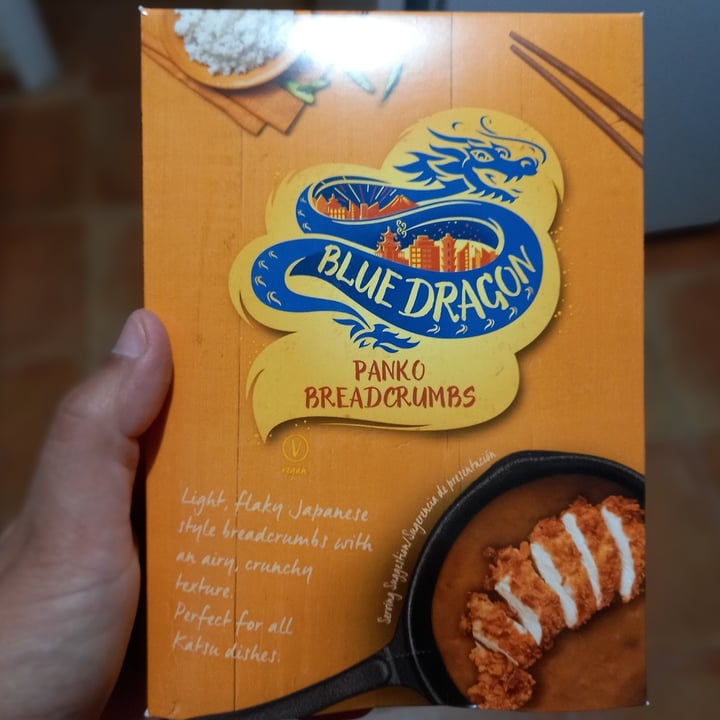 BLUE DRAGON
PANKO
BREADCRUMBS
V
vegan
Light, flaky Japanese
style breadcrumbs with
an airy, crunchy
texture.
Perfect for all
Katsu dishes.
Serving Suggestion/Sugerencia de presentación